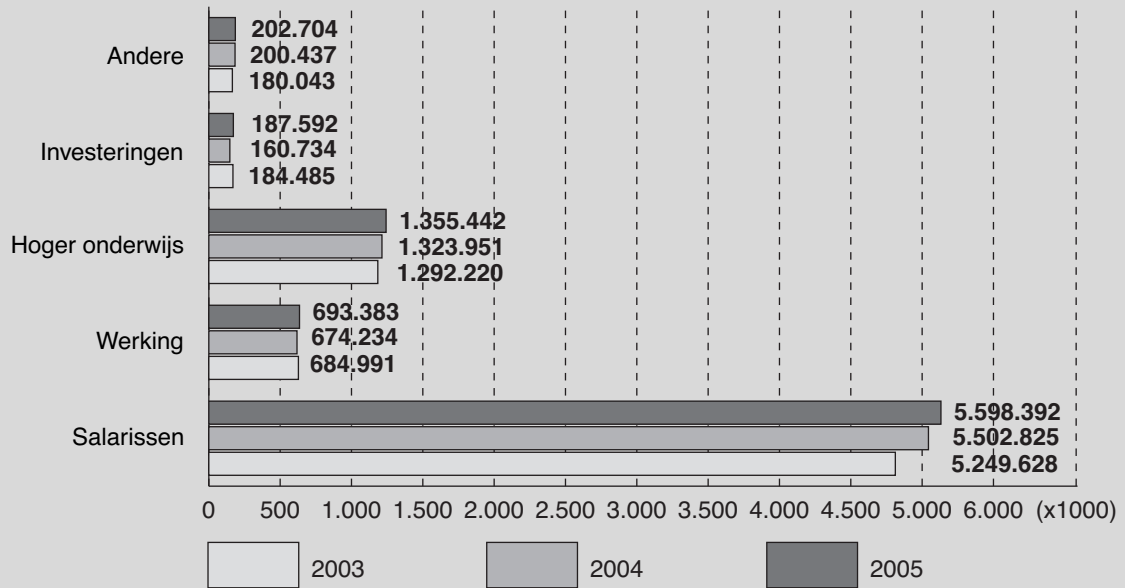 202.704
Andere 200.437
180.043
187.592
Investeringen 160.734
184.485
1.355.442
Hoger onderwijs 1.323.951
1.292.220
693.383
Werking 674.234
684.991
5.598.392
Salarissen 5.502.825
5.249.628
0 500 1.000 1.500 2.000 2.500 3.000 3.500 4.000 4.500 5.000 6.000 (x1000)
2003 2004 2005